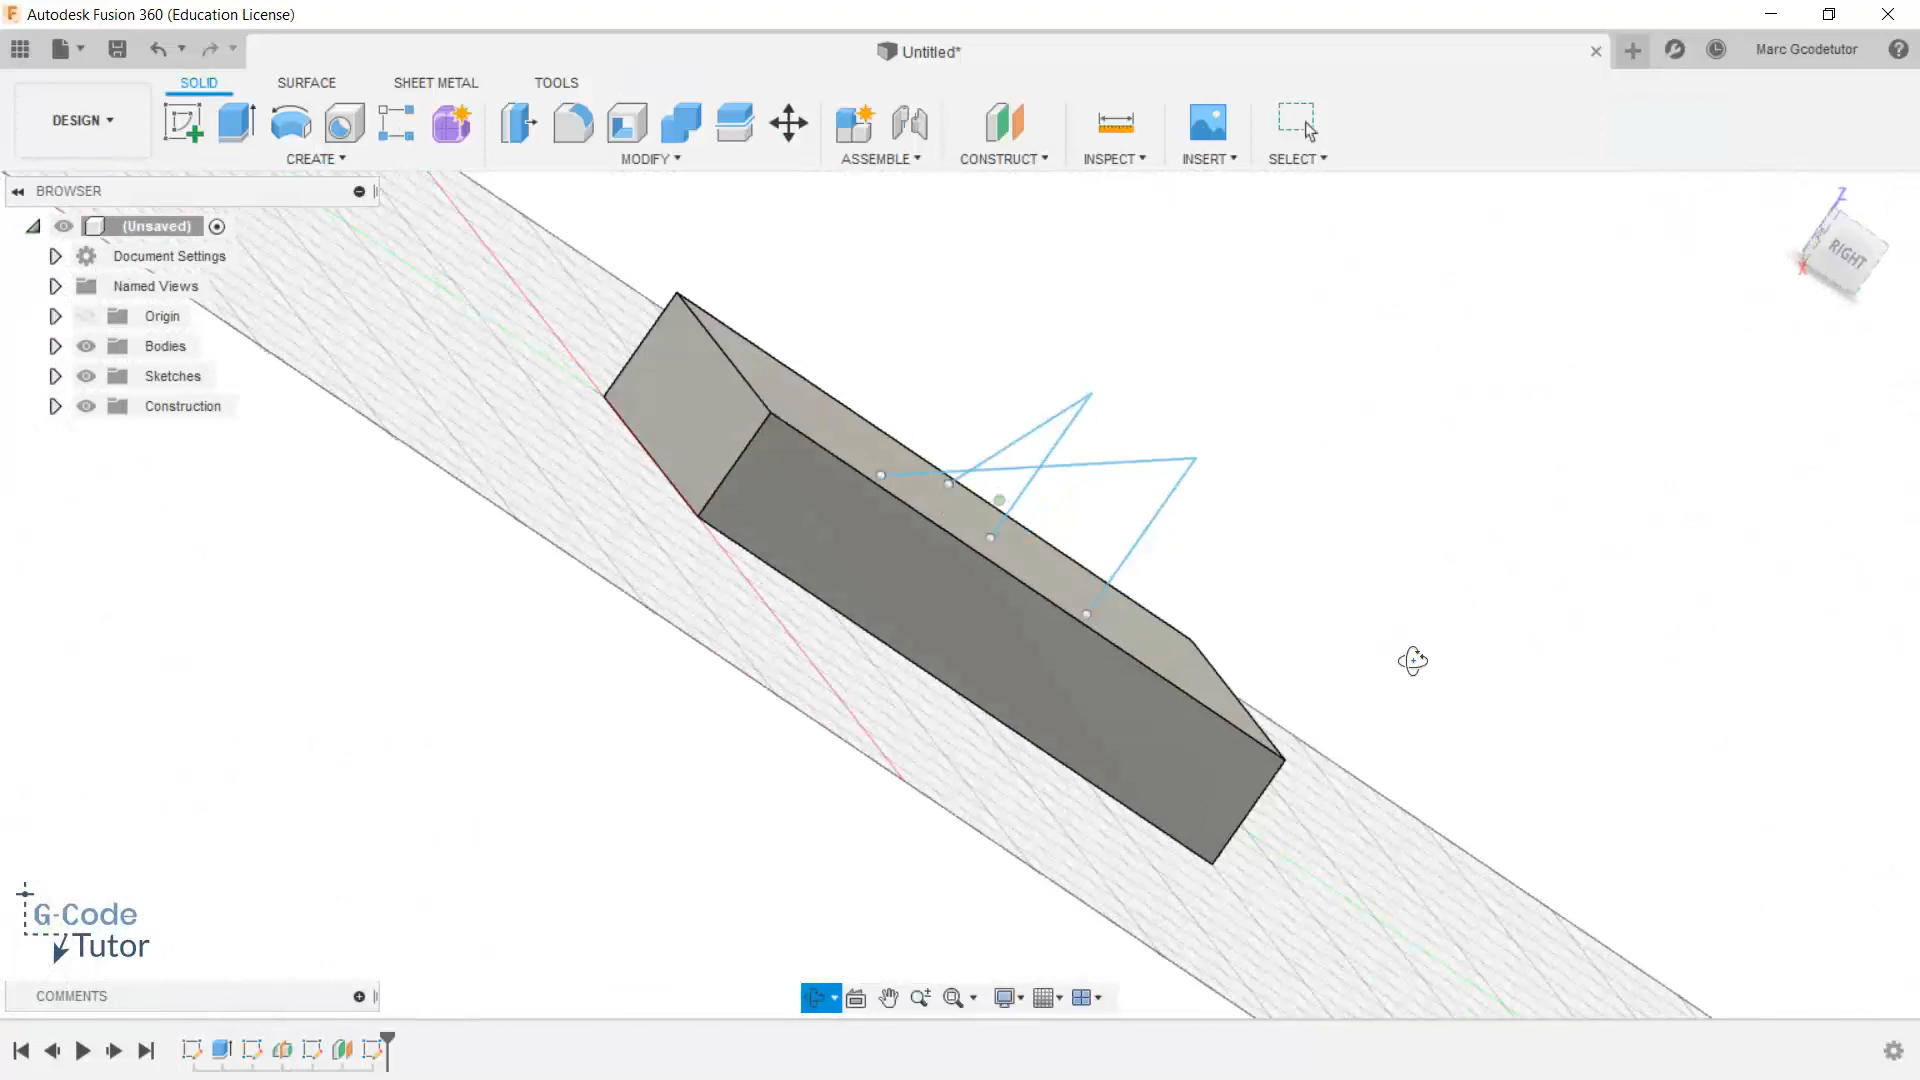 Autodesk Fusion 360 (Education License)
Untitled*
Marc Gcodetutor
DESIGN
SOLID
SURFACE
SHEET METAL
TOOLS
CREATE
MODIFY
ASSEMBLE
CONSTRUCT
INSPECT
INSERT
SELECT
BROWSER
(Unsaved)
Document Settings
Named Views
Origin
Bodies
Sketches
Construction
Z
RIGHT
X
G-Code
Tutor
COMMENTS